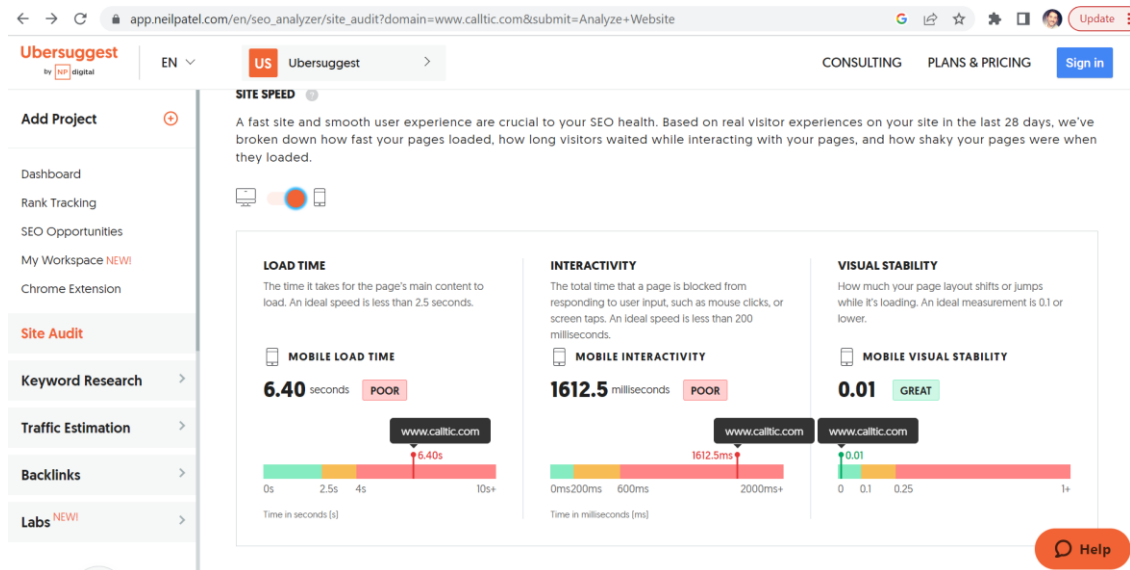 app.neilpatel.com/en/seo_analyzer/site_audit?domain=www.calltic.com&submit=Analyze+Website
Update
Ubersuggest
by NP digital
EN
US Ubersuggest
CONSULTING
PLANS & PRICING
Sign in
Add Project
Dashboard
Rank Tracking
SEO Opportunities
My Workspace NEW!
Chrome Extension
Site Audit
Keyword Research
Traffic Estimation
Backlinks
Labs NEW!
SITE SPEED ?
A fast site and smooth user experience are crucial to your SEO health. Based on real visitor experiences on your site in the last 28 days, we've
broken down how fast your pages loaded, how long visitors waited while interacting with your pages, and how shaky your pages were when
they loaded.
LOAD TIME
The time it takes for the page's main content to
load. An ideal speed is less than 2.5 seconds.
MOBILE LOAD TIME
6.40 seconds POOR
www.calltic.com
6.40s
0s 2.5s 4s 10s+
Time in seconds (s)
INTERACTIVITY
The total time that a page is blocked from
responding to user input, such as mouse clicks, or
screen taps. An ideal speed is less than 200
milliseconds.
MOBILE INTERACTIVITY
1612.5 milliseconds POOR
www.calltic.com
1612.5ms
0ms 200ms 600ms 2000ms+
Time in milliseconds (ms)
VISUAL STABILITY
How much your page layout shifts or jumps
while it's loading. An ideal measurement is 0.1 or
lower.
MOBILE VISUAL STABILITY
0.01 GREAT
www.calltic.com
0.01
0 0.1 0.25 1+
Help